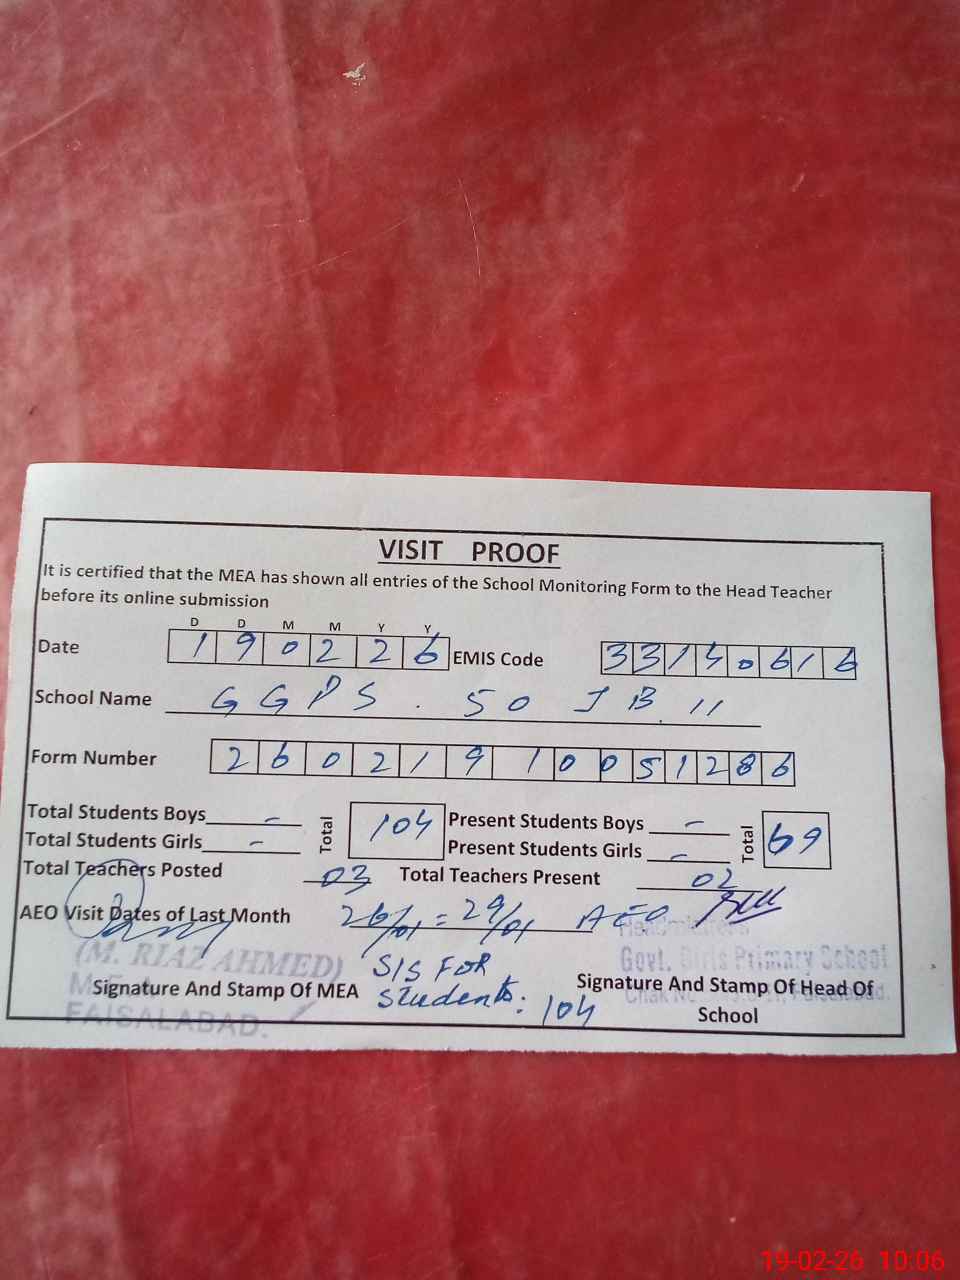 VISIT PROOF
It is certified that the MEA has shown all entries of the School Monitoring Form to the Head Teacher
before its online submission
D D M M Y Y
Date 1 9 0 2 2 6 EMIS Code 3 3 1 4 0 6 1 6
School Name G G P S . 50 J B 11
Form Number 2 6 0 2 1 9 1 0 0 5 1 2 8 6
Total Students Boys - Total 104 Present Students Boys - Total 69
Total Students Girls - Present Students Girls -
Total Teachers Posted 03 Total Teachers Present 02
AEO Visit Dates of Last Month 26/01 = 29/01 AEO
(M. RIAZ AHMED) SIS FOR Govt. Girls Primary School
Signature And Stamp Of MEA Students: 104 Signature And Stamp Of Head Of
FAISALABAD. School
19-02-26 10:06